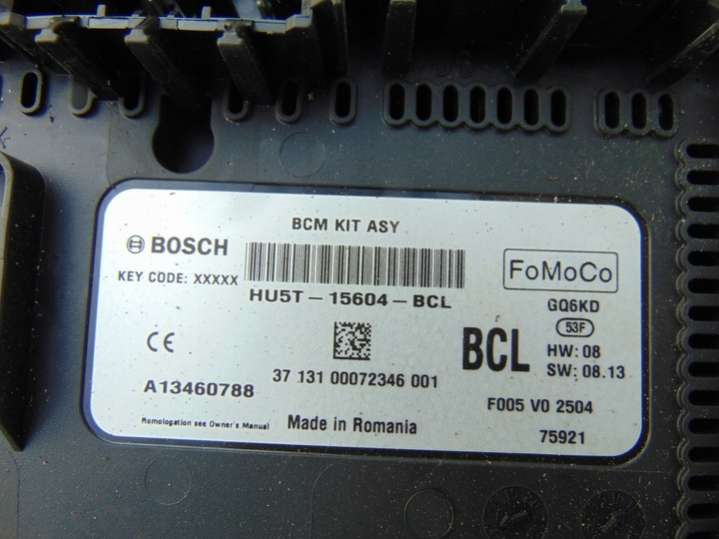 BCM KIT ASY
BOSCH
KEY CODE: XXXXX
HU5T-15604-BCL
FoMoCo
GQ6KD
53F
HW: 08
SW: 08.13
BCL
CE
A13460788
37 131 00072346 001
F005 V0 2504
Homologation see Owner's Manual
Made in Romania
75921